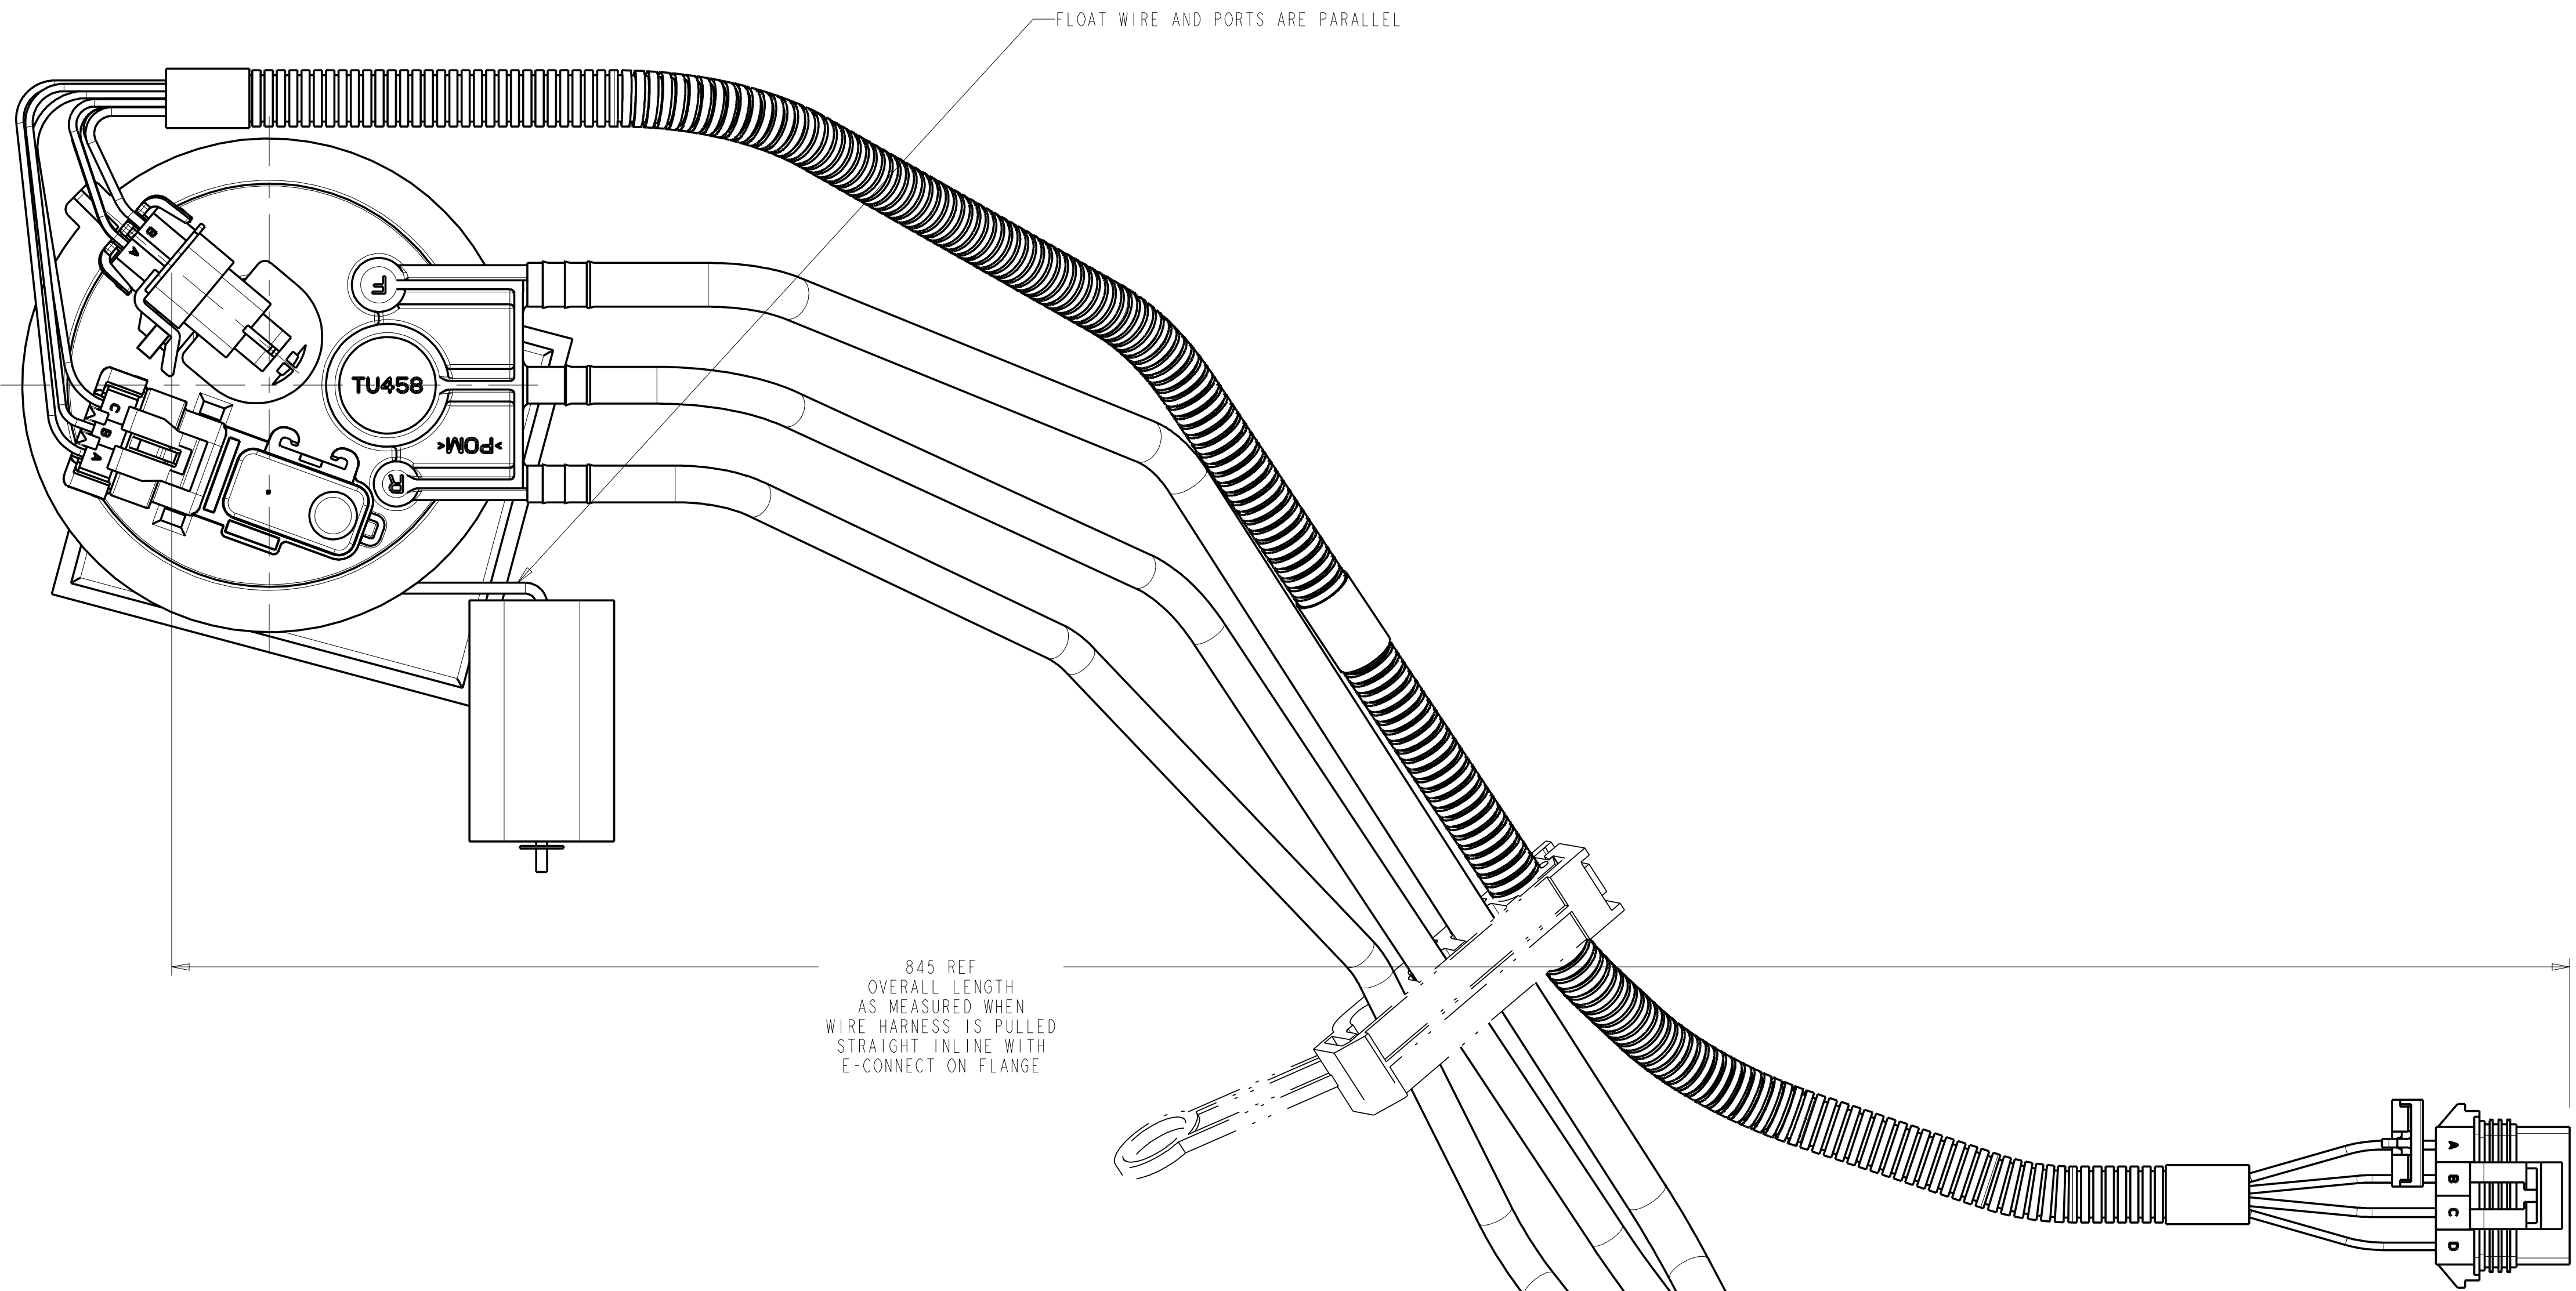 FLOAT WIRE AND PORTS ARE PARALLEL
B
A
F
TU458
C
B
A
>POM<
R
845 REF
OVERALL LENGTH
AS MEASURED WHEN
WIRE HARNESS IS PULLED
STRAIGHT INLINE WITH
E-CONNECT ON FLANGE
A
B
C
D